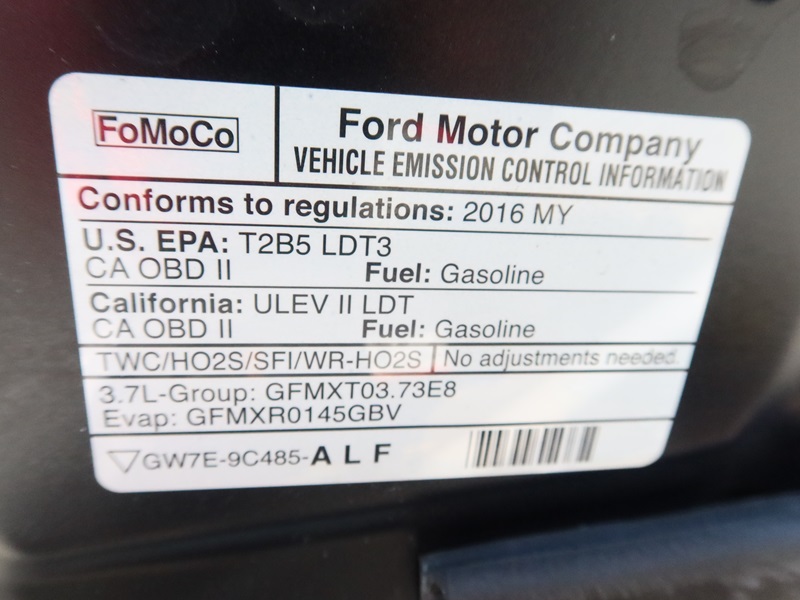 FoMoCo
Ford Motor Company
VEHICLE EMISSION CONTROL INFORMATION
Conforms to regulations: 2016 MY
U.S. EPA: T2B5 LDT3
CA OBD II Fuel: Gasoline
California: ULEV II LDT
CA OBD II Fuel: Gasoline
TWC/HO2S/SFI/WR-HO2S No adjustments needed.
3.7L-Group: GFMXT03.73E8
Evap: GFMXR0145GBV
▽GW7E-9C485-A L F